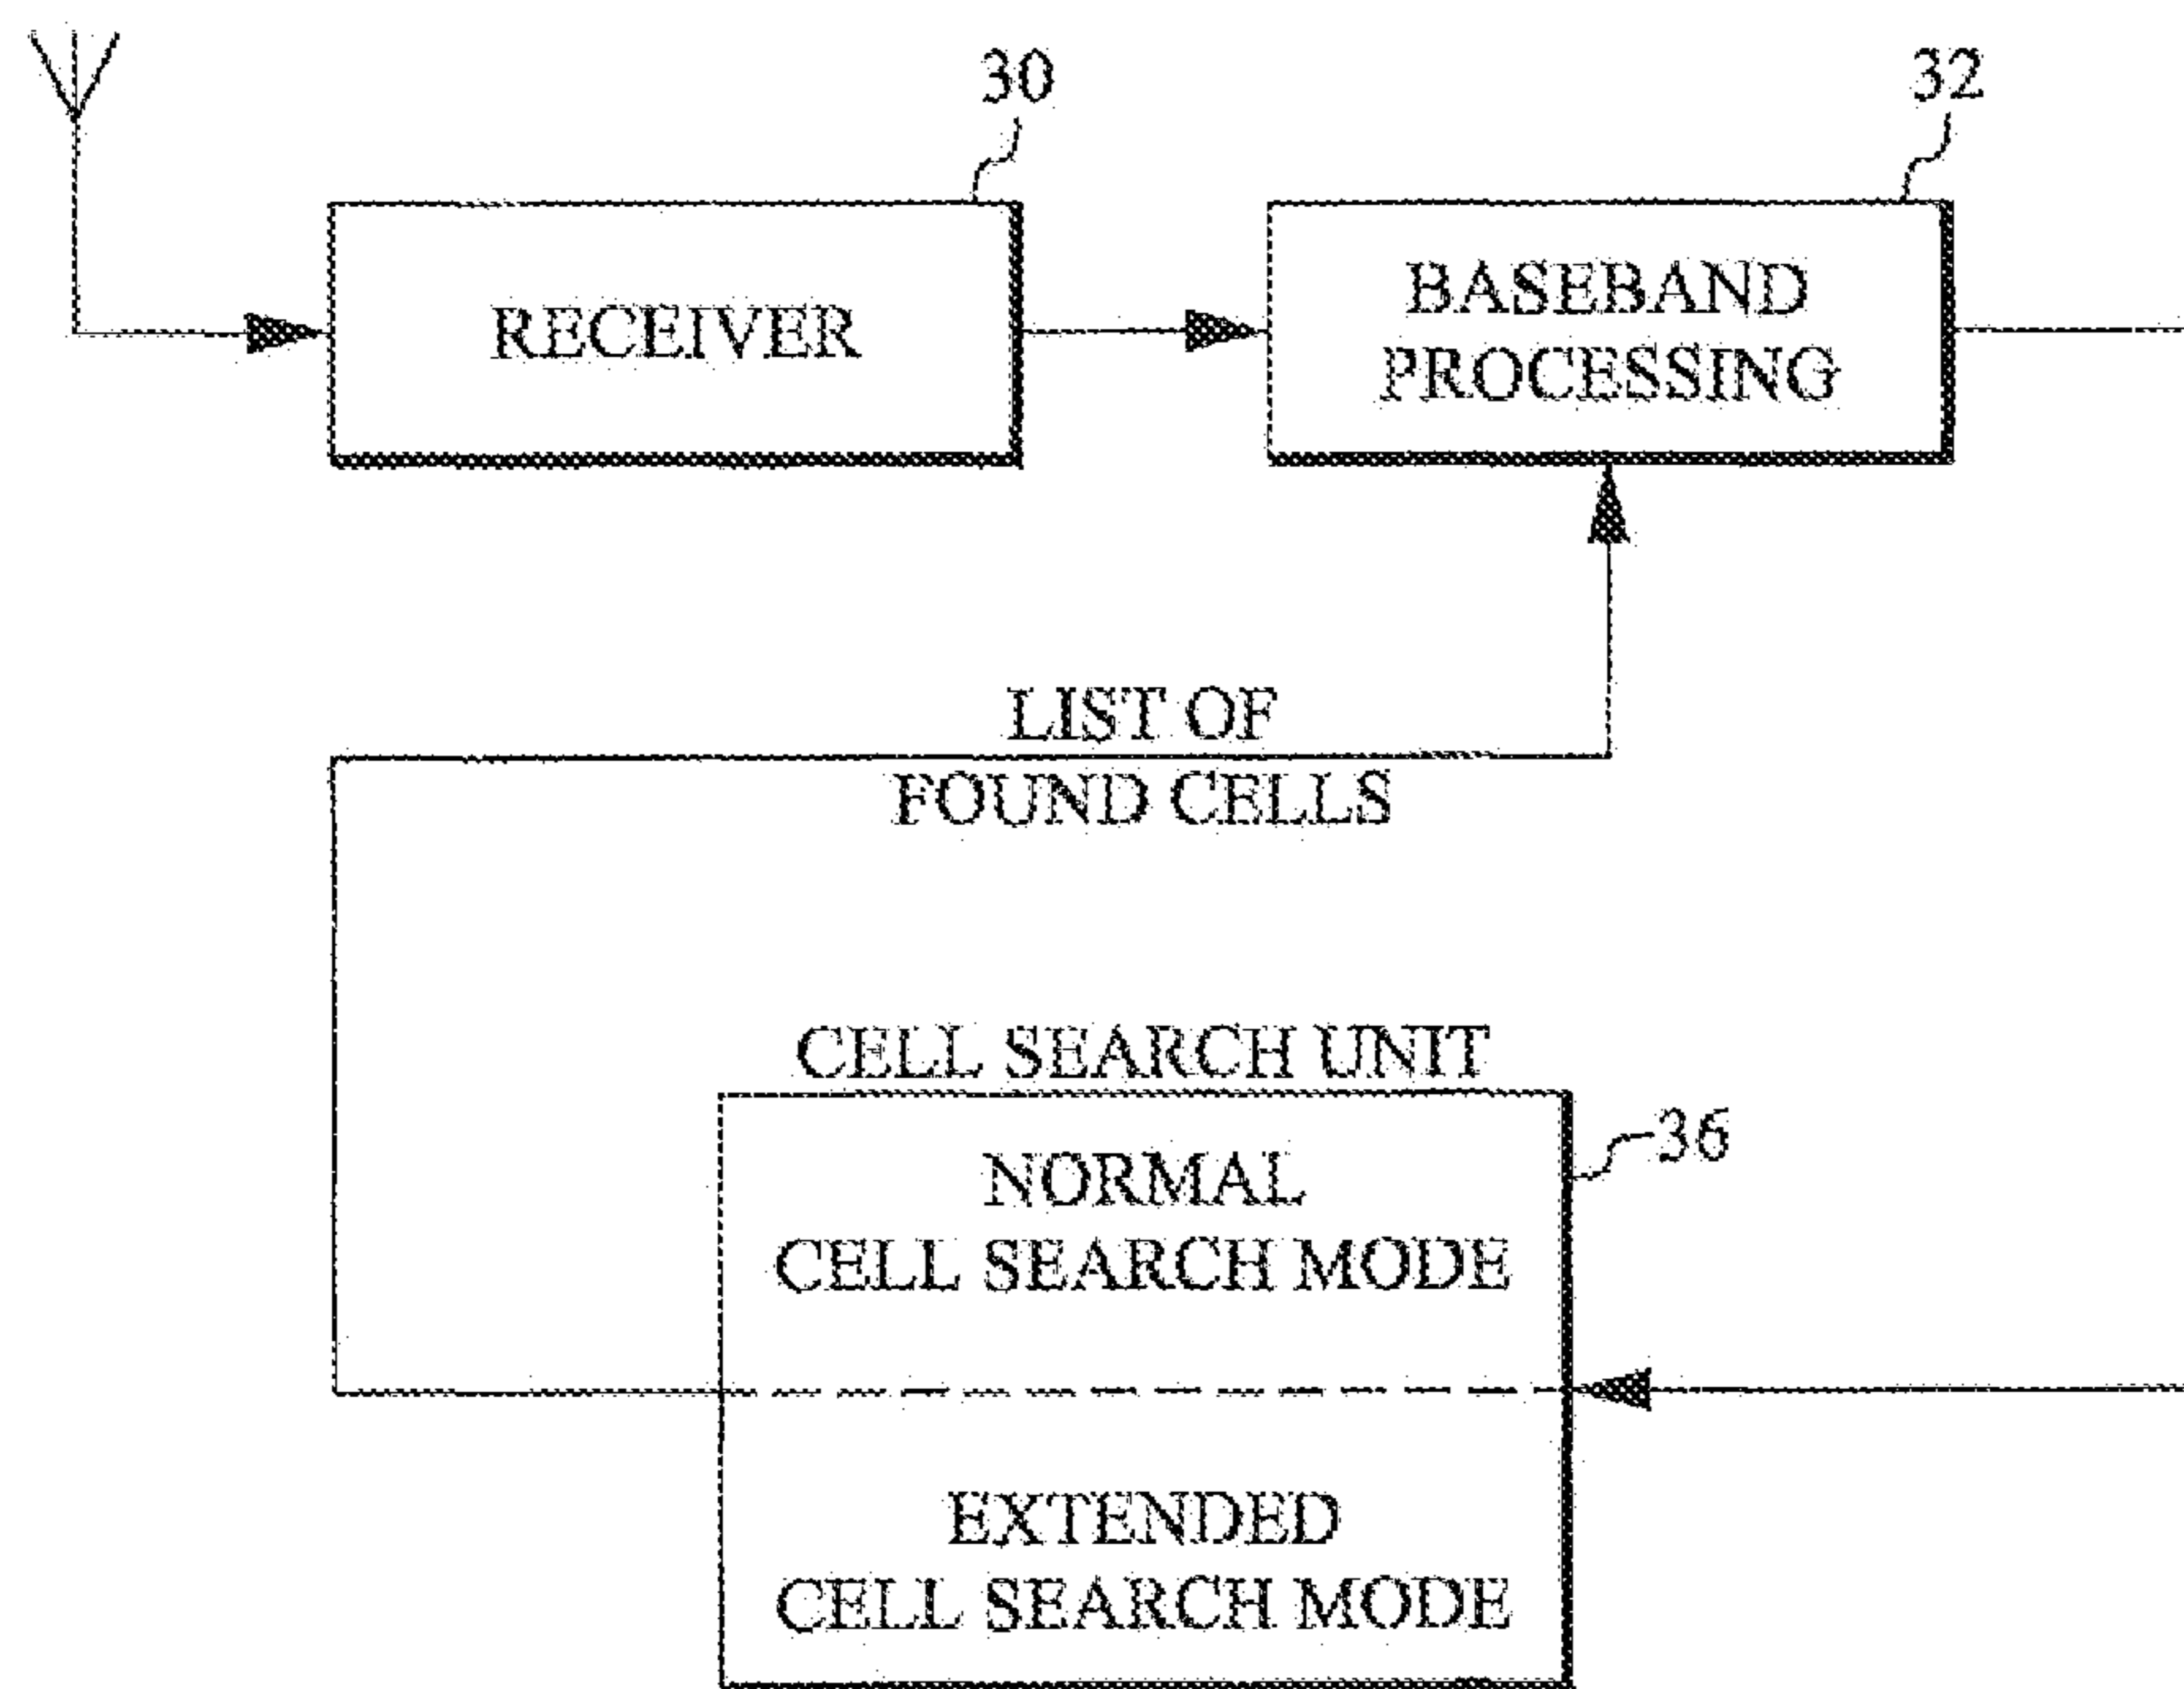 30
32
RECEIVER
BASEBAND
PROCESSING
LIST OF
FOUND CELLS
CELL SEARCH UNIT
36
NORMAL
CELL SEARCH MODE
EXTENDED
CELL SEARCH MODE